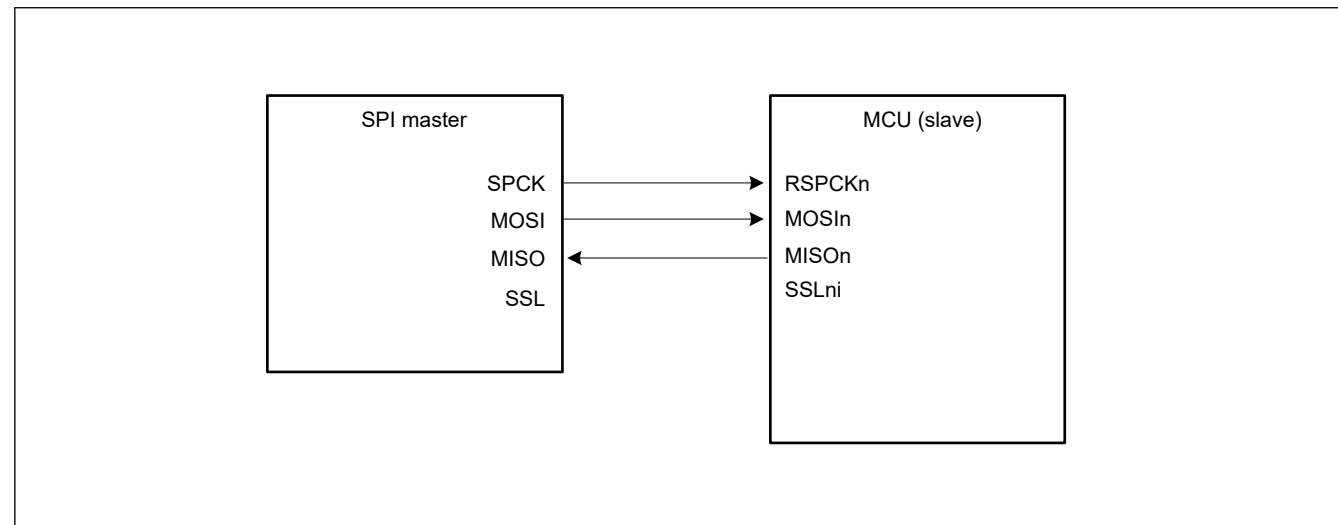 SPI master
SPCK
MOSI
MISO
SSL
MCU (slave)
RSPCKn
MOSIn
MISOn
SSLni